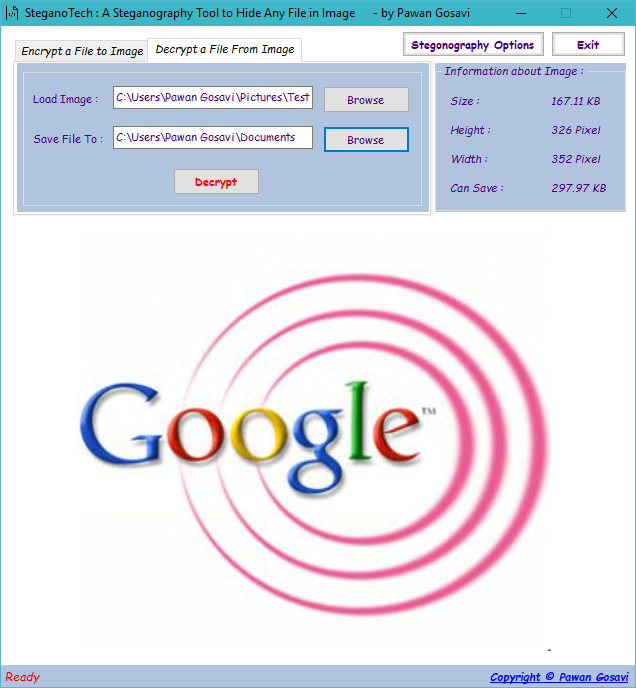 SteganoTech : A Steganography Tool to Hide Any File in Image - by Pawan Gosavi
Encrypt a File to Image
Decrypt a File From Image
Stegonography Options
Exit
Load Image :
C:\Users\Pawan Gosavi\Pictures\Test
Browse
Save File To :
C:\Users\Pawan Gosavi\Documents
Browse
Decrypt
Information about Image :
Size : 167.11 KB
Height : 326 Pixel
Width : 352 Pixel
Can Save : 297.97 KB
Google™
Ready
Copyright © Pawan Gosavi